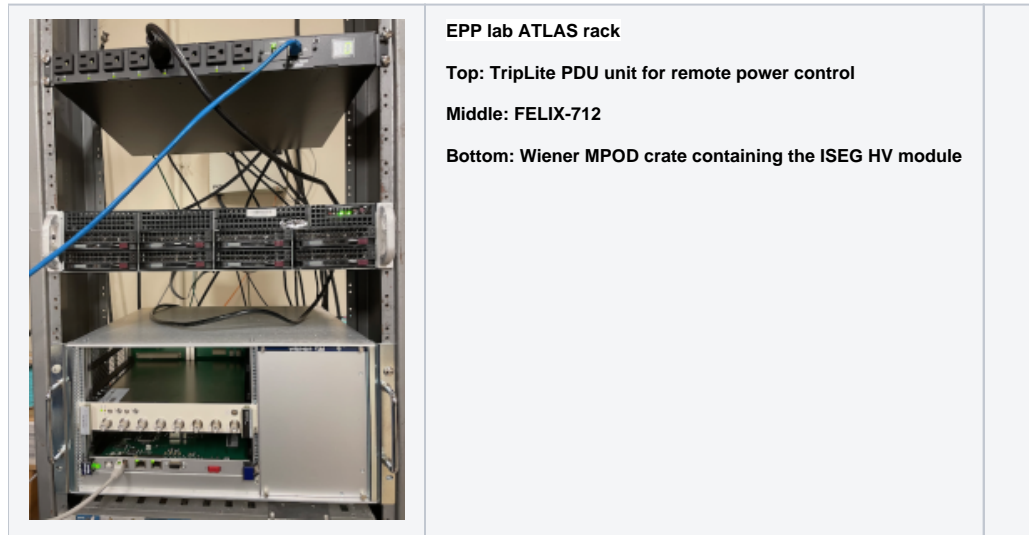 EPP lab ATLAS rack
Top: TripLite PDU unit for remote power control
Middle: FELIX-712
Bottom: Wiener MPOD crate containing the ISEG HV module